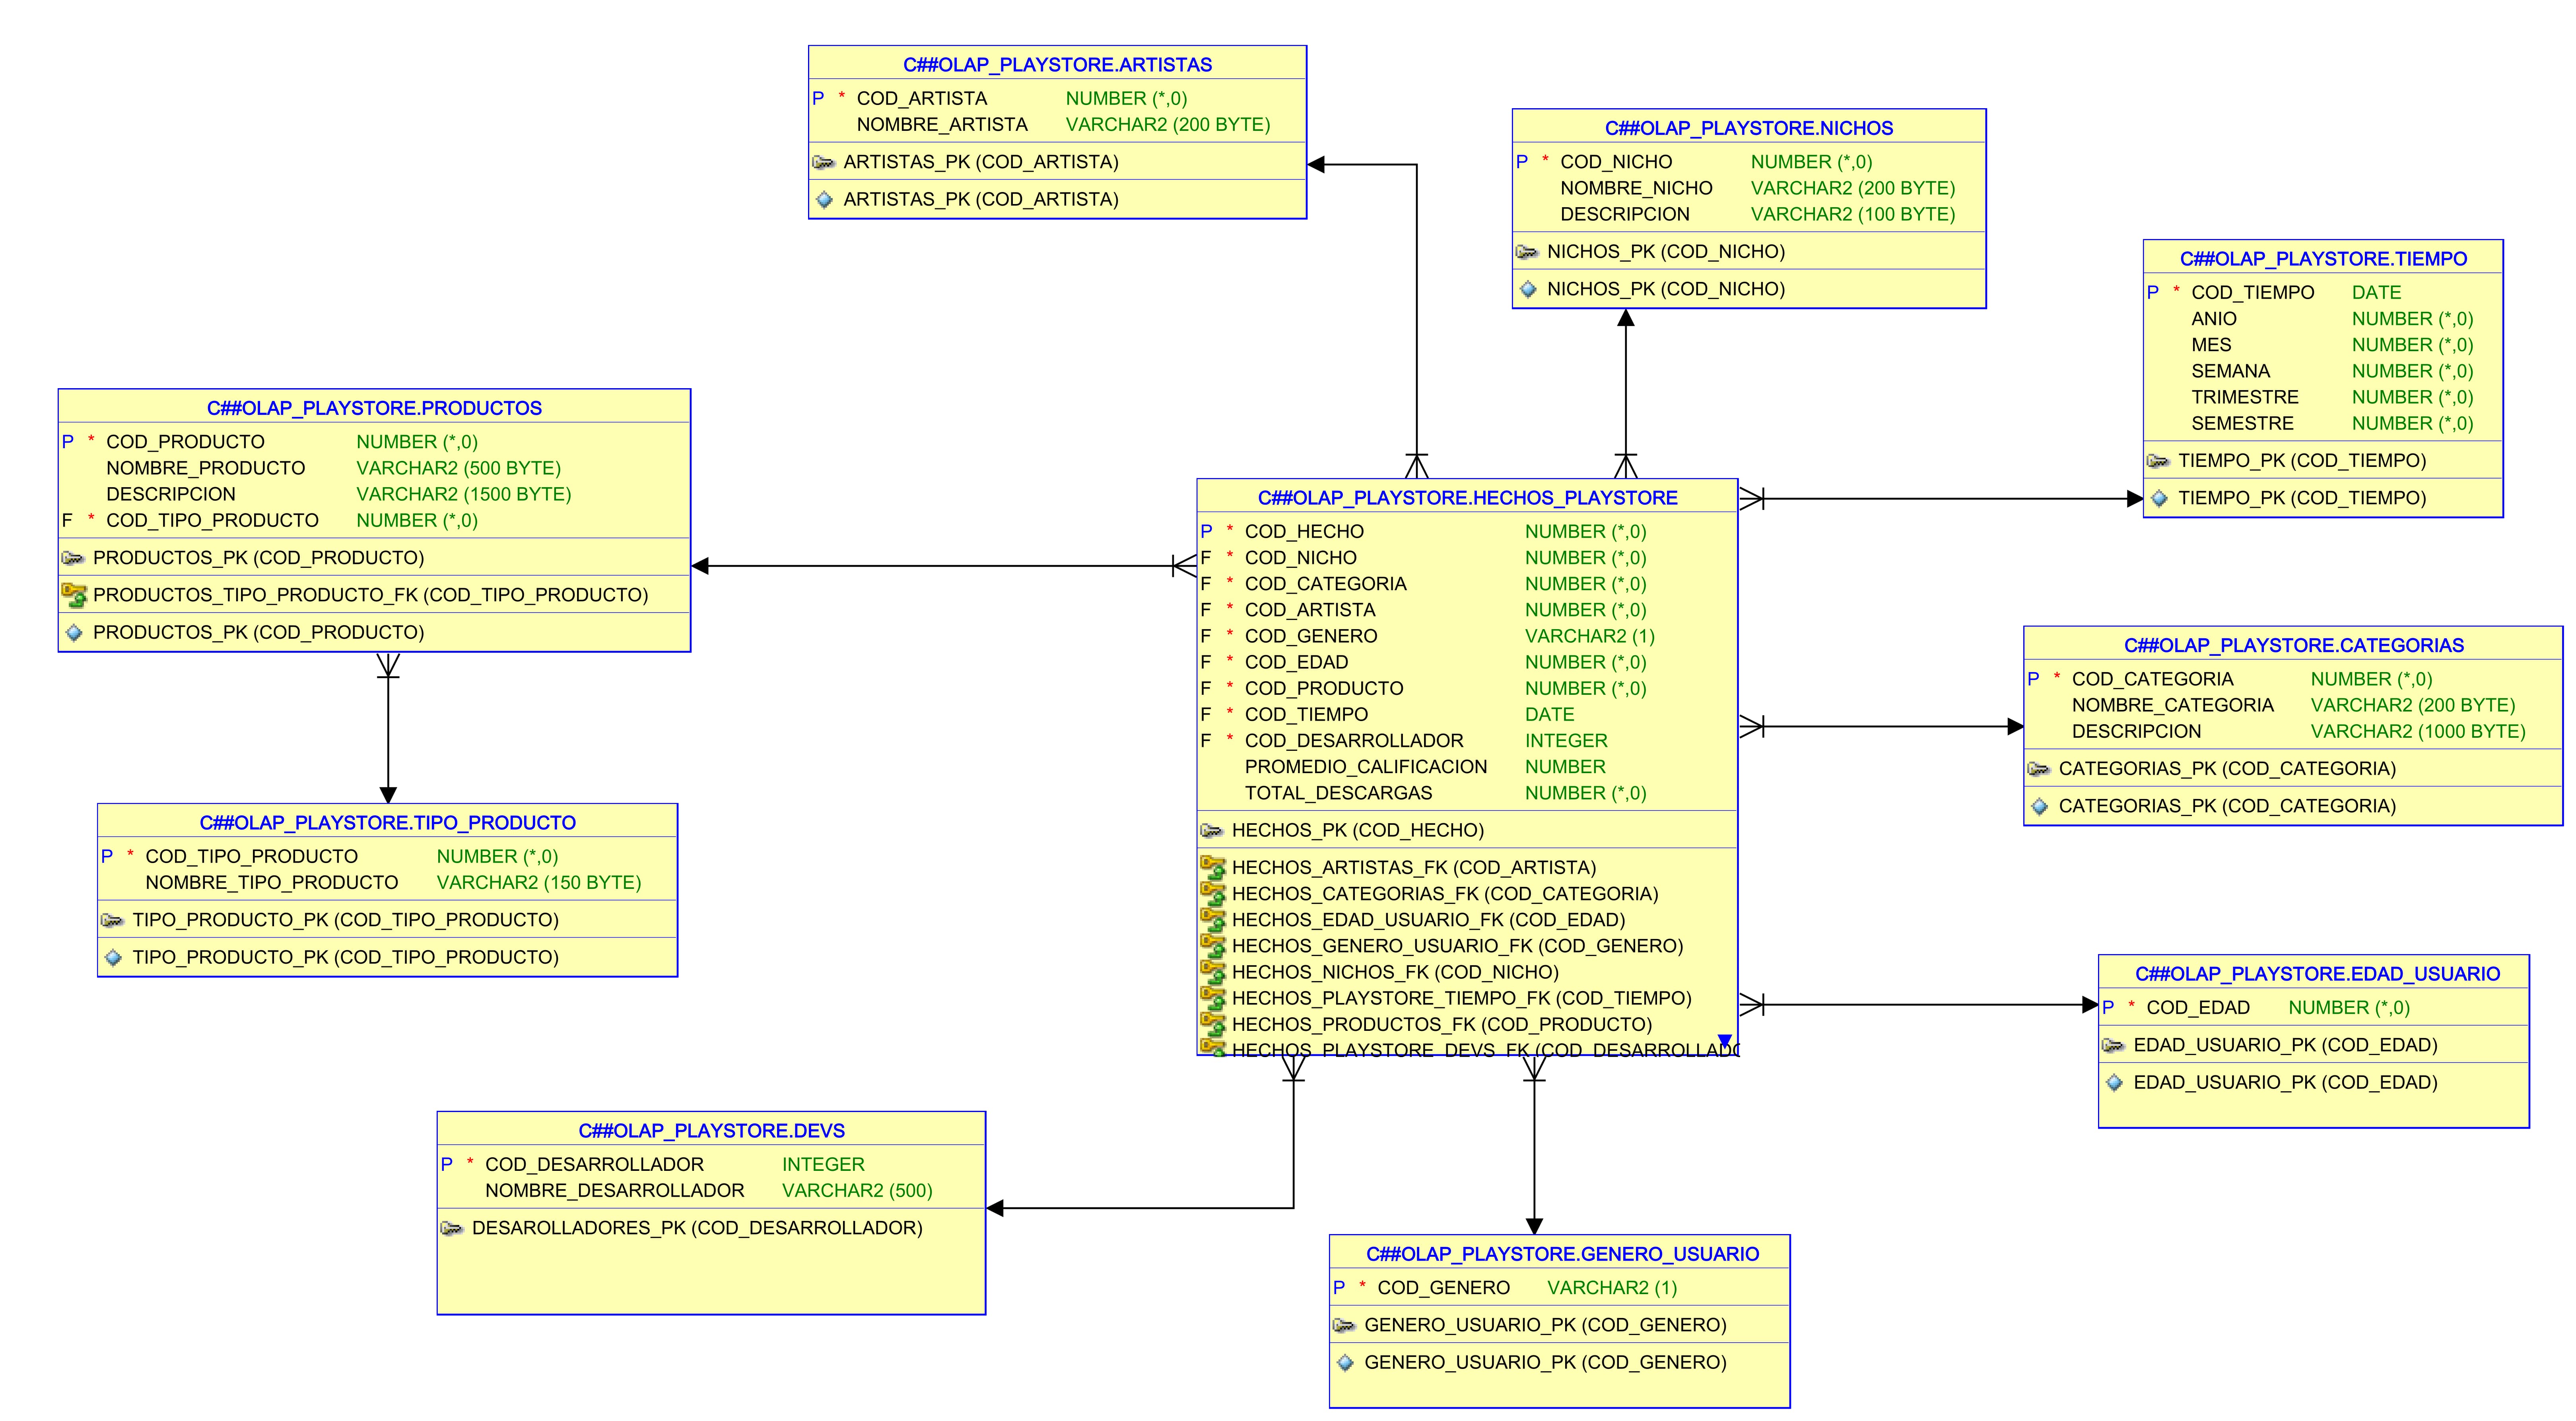 C##OLAP_PLAYSTORE.ARTISTAS
P * COD_ARTISTA NUMBER (*,0)
NOMBRE_ARTISTA VARCHAR2 (200 BYTE)
ARTISTAS_PK (COD_ARTISTA)
ARTISTAS_PK (COD_ARTISTA)
C##OLAP_PLAYSTORE.NICHOS
P * COD_NICHO NUMBER (*,0)
NOMBRE_NICHO VARCHAR2 (200 BYTE)
DESCRIPCION VARCHAR2 (100 BYTE)
NICHOS_PK (COD_NICHO)
NICHOS_PK (COD_NICHO)
C##OLAP_PLAYSTORE.TIEMPO
P * COD_TIEMPO DATE
ANIO NUMBER (*,0)
MES NUMBER (*,0)
SEMANA NUMBER (*,0)
TRIMESTRE NUMBER (*,0)
SEMESTRE NUMBER (*,0)
TIEMPO_PK (COD_TIEMPO)
TIEMPO_PK (COD_TIEMPO)
C##OLAP_PLAYSTORE.PRODUCTOS
P * COD_PRODUCTO NUMBER (*,0)
NOMBRE_PRODUCTO VARCHAR2 (500 BYTE)
DESCRIPCION VARCHAR2 (1500 BYTE)
F * COD_TIPO_PRODUCTO NUMBER (*,0)
PRODUCTOS_PK (COD_PRODUCTO)
PRODUCTOS_TIPO_PRODUCTO_FK (COD_TIPO_PRODUCTO)
PRODUCTOS_PK (COD_PRODUCTO)
C##OLAP_PLAYSTORE.HECHOS_PLAYSTORE
P * COD_HECHO NUMBER (*,0)
F * COD_NICHO NUMBER (*,0)
F * COD_CATEGORIA NUMBER (*,0)
F * COD_ARTISTA NUMBER (*,0)
F * COD_GENERO VARCHAR2 (1)
F * COD_EDAD NUMBER (*,0)
F * COD_PRODUCTO NUMBER (*,0)
F * COD_TIEMPO DATE
F * COD_DESARROLLADOR INTEGER
PROMEDIO_CALIFICACION NUMBER
TOTAL_DESCARGAS NUMBER (*,0)
HECHOS_PK (COD_HECHO)
HECHOS_ARTISTAS_FK (COD_ARTISTA)
HECHOS_CATEGORIAS_FK (COD_CATEGORIA)
HECHOS_EDAD_USUARIO_FK (COD_EDAD)
HECHOS_GENERO_USUARIO_FK (COD_GENERO)
HECHOS_NICHOS_FK (COD_NICHO)
HECHOS_PLAYSTORE_TIEMPO_FK (COD_TIEMPO)
HECHOS_PRODUCTOS_FK (COD_PRODUCTO)
HECHOS_PLAYSTORE_DEVS_FK (COD_DESARROLLADO
C##OLAP_PLAYSTORE.CATEGORIAS
P * COD_CATEGORIA NUMBER (*,0)
NOMBRE_CATEGORIA VARCHAR2 (200 BYTE)
DESCRIPCION VARCHAR2 (1000 BYTE)
CATEGORIAS_PK (COD_CATEGORIA)
CATEGORIAS_PK (COD_CATEGORIA)
C##OLAP_PLAYSTORE.TIPO_PRODUCTO
P * COD_TIPO_PRODUCTO NUMBER (*,0)
NOMBRE_TIPO_PRODUCTO VARCHAR2 (150 BYTE)
TIPO_PRODUCTO_PK (COD_TIPO_PRODUCTO)
TIPO_PRODUCTO_PK (COD_TIPO_PRODUCTO)
C##OLAP_PLAYSTORE.EDAD_USUARIO
P * COD_EDAD NUMBER (*,0)
EDAD_USUARIO_PK (COD_EDAD)
EDAD_USUARIO_PK (COD_EDAD)
C##OLAP_PLAYSTORE.DEVS
P * COD_DESARROLLADOR INTEGER
NOMBRE_DESARROLLADOR VARCHAR2 (500)
DESAROLLADORES_PK (COD_DESARROLLADOR)
C##OLAP_PLAYSTORE.GENERO_USUARIO
P * COD_GENERO VARCHAR2 (1)
GENERO_USUARIO_PK (COD_GENERO)
GENERO_USUARIO_PK (COD_GENERO)